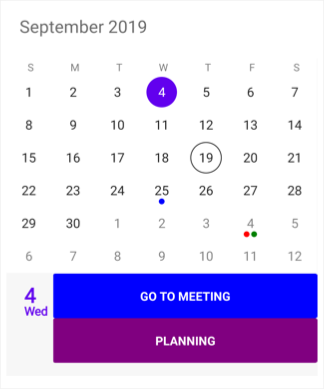 September 2019
S M T W T F S
1 2 3 4 5 6 7
8 9 10 11 12 13 14
15 16 17 18 19 20 21
22 23 24 25 26 27 28
29 30 1 2 3 4 5
6 7 8 9 10 11 12
4
Wed
GO TO MEETING
PLANNING